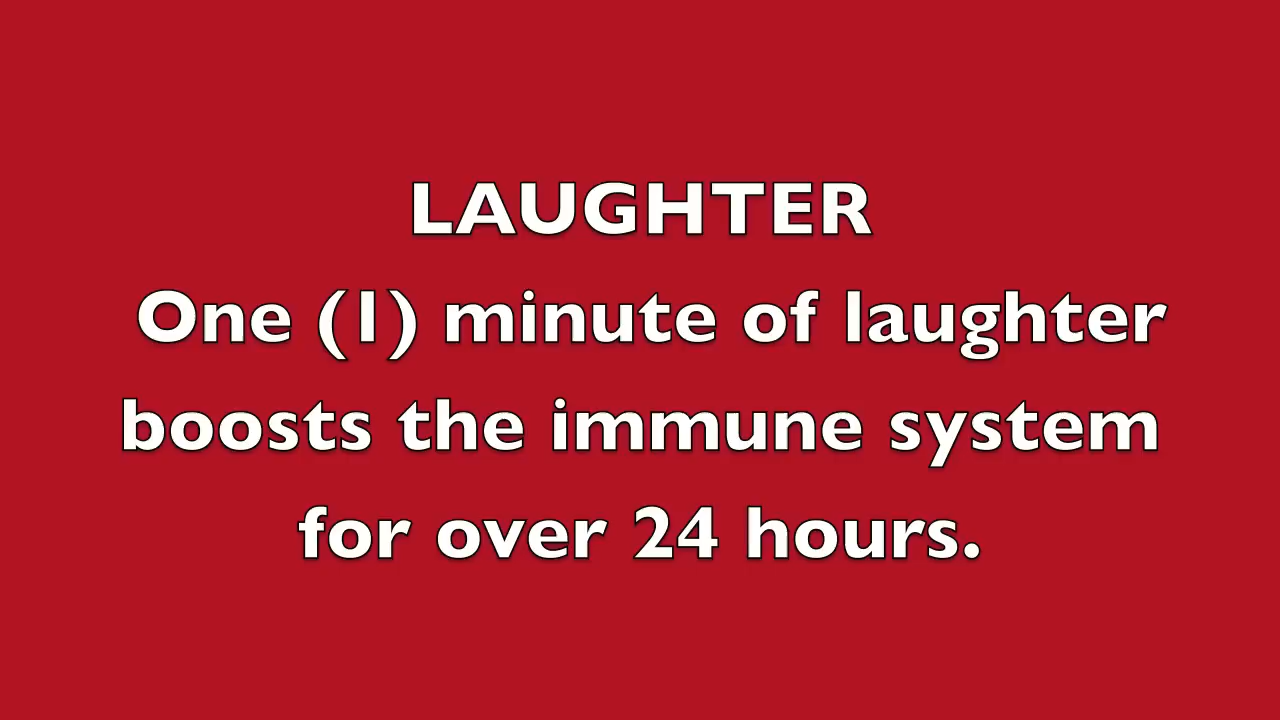 LAUGHTER
One (1) minute of laughter
boosts the immune system
for over 24 hours.